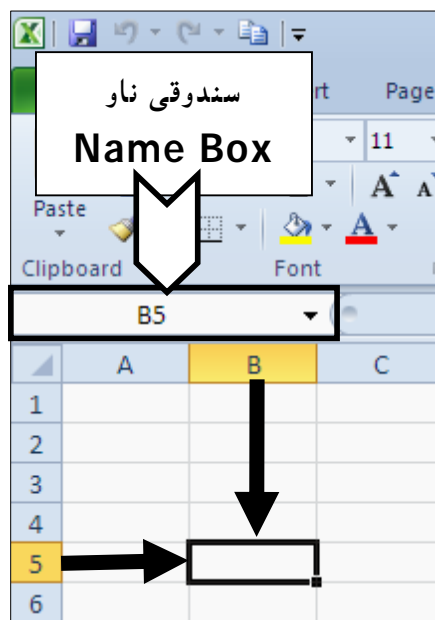 سندوقی ناو
Name Box
rt Page
11
A A
Paste
A
Clipboard Font
B5
A B C
1
2
3
4
5
6